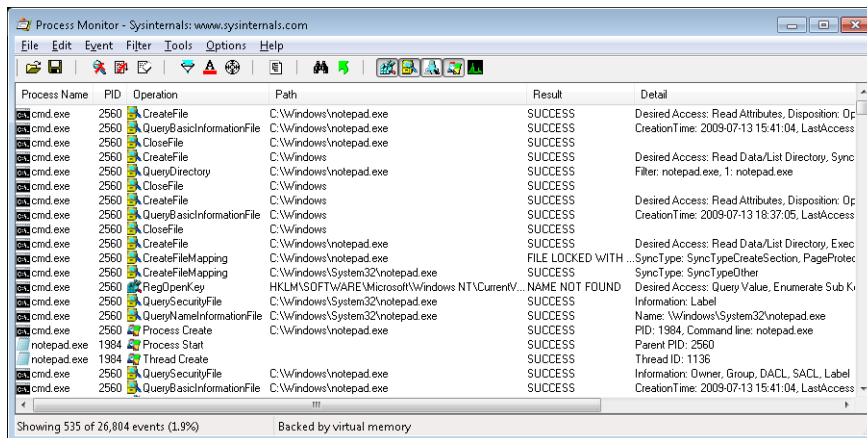 Process Monitor - Sysinternals: www.sysinternals.com
File Edit Event Filter Tools Options Help
Process Name PID Operation Path Result Detail
cmd.exe 2560 CreateFile C:\Windows\notepad.exe SUCCESS Desired Access: Read Attributes, Disposition: Op
cmd.exe 2560 QueryBasicInformationFile C:\Windows\notepad.exe SUCCESS CreationTime: 2009-07-13 15:41:04, LastAccess
cmd.exe 2560 CloseFile C:\Windows\notepad.exe SUCCESS
cmd.exe 2560 CreateFile C:\Windows SUCCESS Desired Access: Read Data/List Directory, Sync
cmd.exe 2560 QueryDirectory C:\Windows\notepad.exe SUCCESS Filter: notepad.exe, 1: notepad.exe
cmd.exe 2560 CloseFile C:\Windows SUCCESS
cmd.exe 2560 CreateFile C:\Windows SUCCESS Desired Access: Read Attributes, Disposition: Op
cmd.exe 2560 QueryBasicInformationFile C:\Windows SUCCESS CreationTime: 2009-07-13 18:37:05, LastAccess
cmd.exe 2560 CloseFile C:\Windows SUCCESS
cmd.exe 2560 CreateFile C:\Windows\notepad.exe SUCCESS Desired Access: Read Data/List Directory, Exec
cmd.exe 2560 CreateFileMapping C:\Windows\notepad.exe FILE LOCKED WITH ... SyncType: SyncTypeCreateSection, PageProtec
cmd.exe 2560 CreateFileMapping C:\Windows\System32\notepad.exe SUCCESS SyncType: SyncTypeOther
cmd.exe 2560 RegOpenKey HKLM\SOFTWARE\Microsoft\Windows NT\CurrentV... NAME NOT FOUND Desired Access: Query Value, Enumerate Sub K
cmd.exe 2560 QuerySecurityFile C:\Windows\System32\notepad.exe SUCCESS Information: Label
cmd.exe 2560 QueryNameInformationFile C:\Windows\System32\notepad.exe SUCCESS Name: \Windows\System32\notepad.exe
cmd.exe 2560 Process Create C:\Windows\notepad.exe SUCCESS PID: 1984, Command line: notepad.exe
notepad.exe 1984 Process Start SUCCESS Parent PID: 2560
notepad.exe 1984 Thread Create SUCCESS Thread ID: 1136
cmd.exe 2560 QuerySecurityFile C:\Windows\notepad.exe SUCCESS Information: Owner, Group, DACL, SACL, Label
cmd.exe 2560 QueryBasicInformationFile C:\Windows\notepad.exe SUCCESS CreationTime: 2009-07-13 15:41:04, LastAccess
Showing 535 of 26,804 events (1.9%) Backed by virtual memory